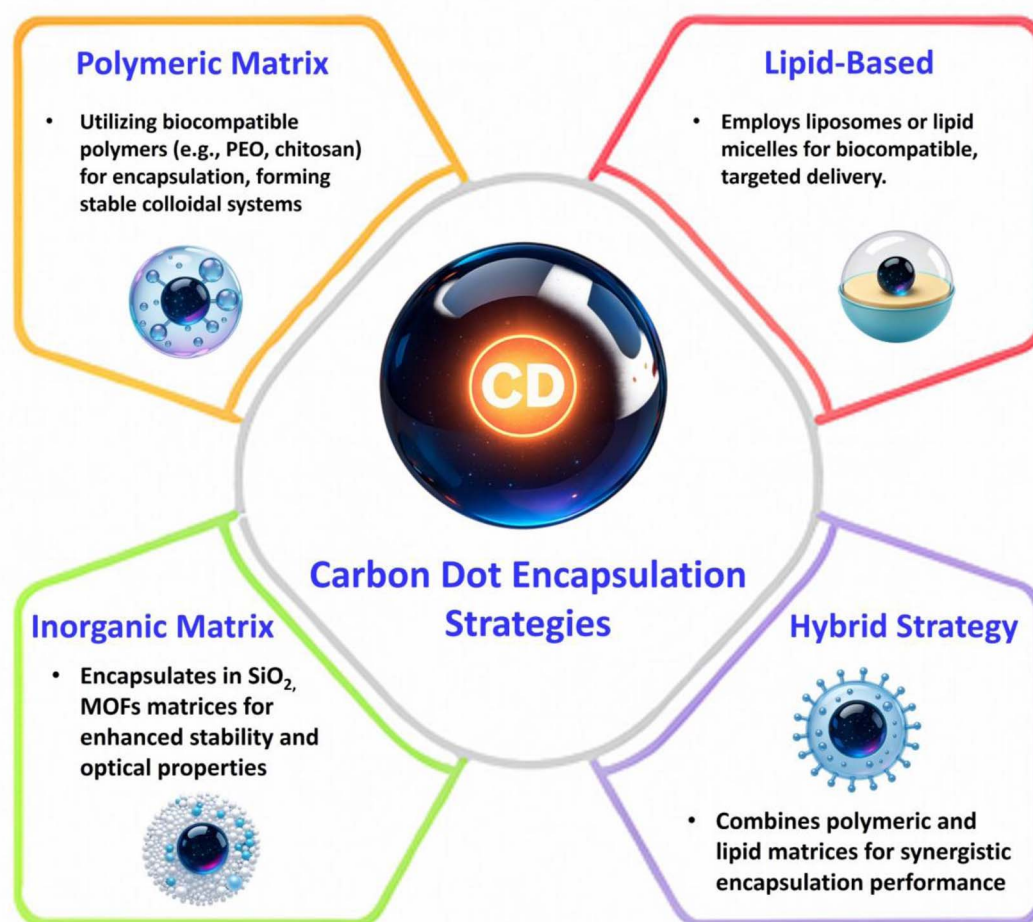 Polymeric Matrix
• Utilizing biocompatible
polymers (e.g., PEO, chitosan)
for encapsulation, forming
stable colloidal systems
Lipid-Based
• Employs liposomes or lipid
micelles for biocompatible,
targeted delivery.
CD
Carbon Dot Encapsulation
Strategies
Inorganic Matrix
• Encapsulates in SiO₂,
MOFs matrices for
enhanced stability and
optical properties
Hybrid Strategy
• Combines polymeric and
lipid matrices for synergistic
encapsulation performance